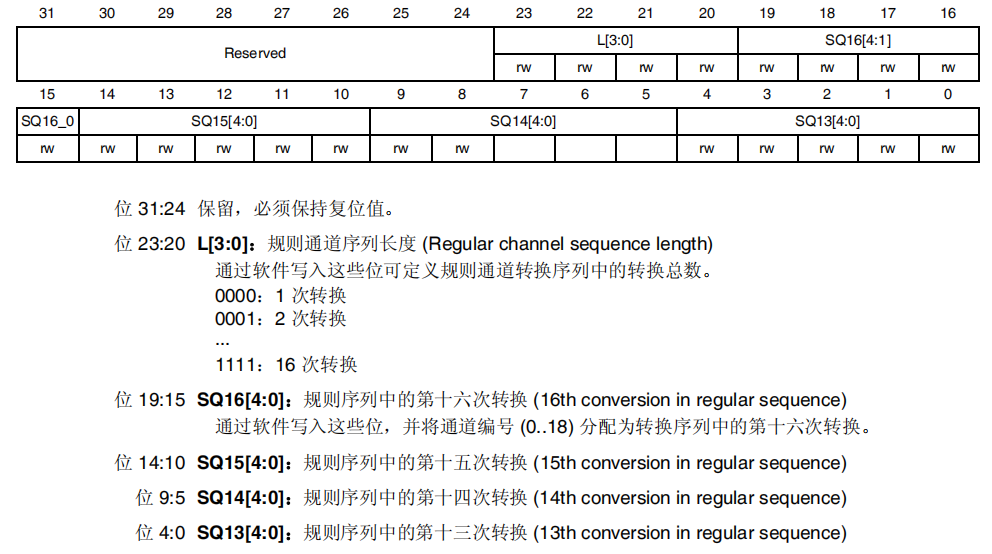 31 30 29 28 27 26 25 24 23 22 21 20 19 18 17 16
Reserved L[3:0] SQ16[4:1]
rw rw rw rw rw rw rw rw
15 14 13 12 11 10 9 8 7 6 5 4 3 2 1 0
SQ16_0 SQ15[4:0] SQ14[4:0] SQ13[4:0]
rw rw rw rw rw rw rw rw rw rw rw rw rw
位 31:24 保留，必须保持复位值。
位 23:20 L[3:0]：规则通道序列长度 (Regular channel sequence length)
通过软件写入这些位可定义规则通道转换序列中的转换总数。
0000：1 次转换
0001：2 次转换
...
1111：16 次转换
位 19:15 SQ16[4:0]：规则序列中的第十六次转换 (16th conversion in regular sequence)
通过软件写入这些位，并将通道编号 (0..18) 分配为转换序列中的第十六次转换。
位 14:10 SQ15[4:0]：规则序列中的第十五次转换 (15th conversion in regular sequence)
位 9:5 SQ14[4:0]：规则序列中的第十四次转换 (14th conversion in regular sequence)
位 4:0 SQ13[4:0]：规则序列中的第十三次转换 (13th conversion in regular sequence)